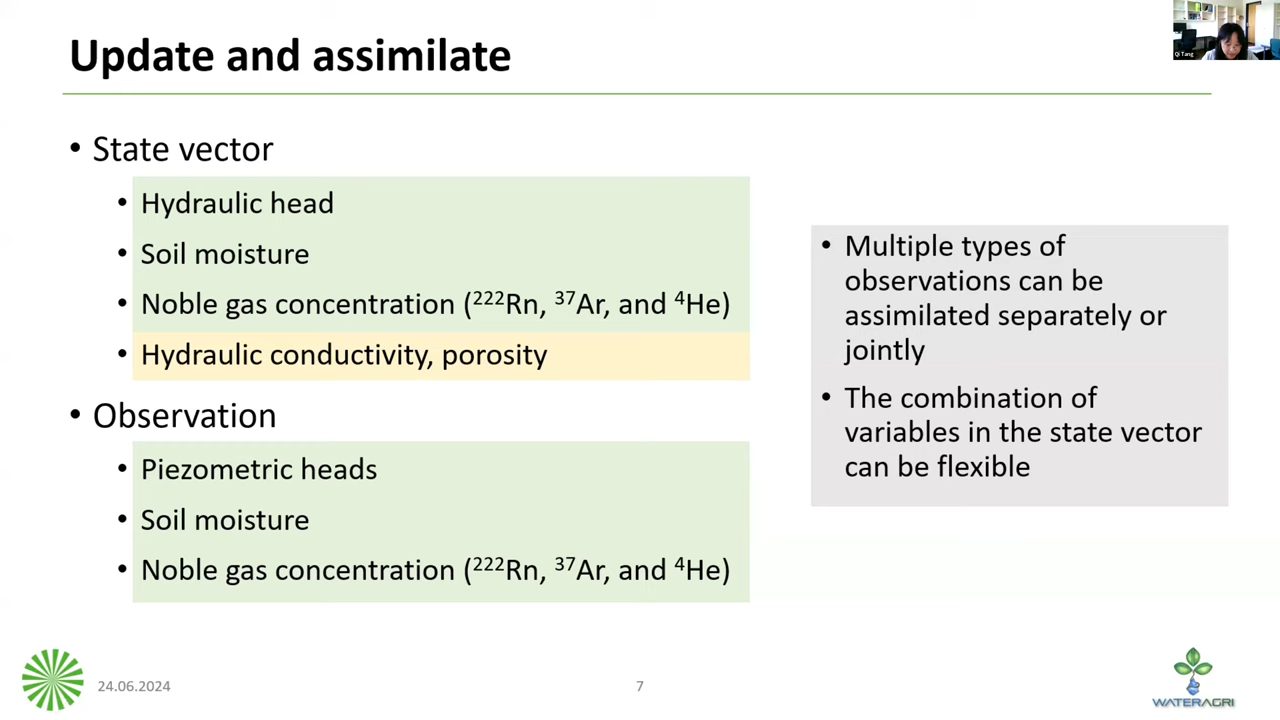 Update and assimilate
Qi Tang
• State vector
• Hydraulic head
• Soil moisture
• Noble gas concentration (²²²Rn, ³⁷Ar, and ⁴He)
• Hydraulic conductivity, porosity
• Observation
• Piezometric heads
• Soil moisture
• Noble gas concentration (²²²Rn, ³⁷Ar, and ⁴He)
• Multiple types of
observations can be
assimilated separately or
jointly
• The combination of
variables in the state vector
can be flexible
24.06.2024
7
WATERAGRI